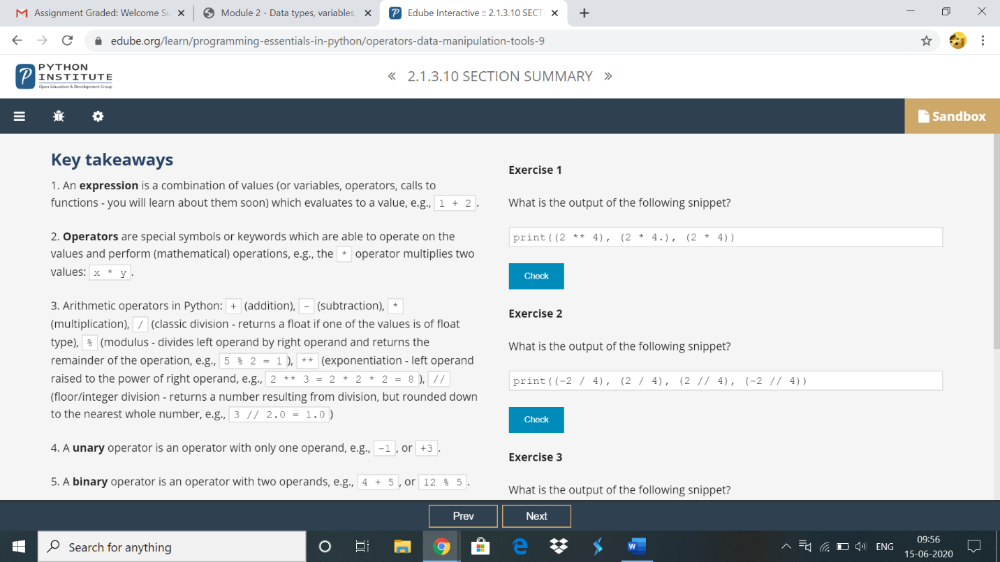 Assignment Graded: Welcome Su
Module 2 - Data types, variables,
Edube Interactive :: 2.1.3.10 SECTI
edube.org/learn/programming-essentials-in-python/operators-data-manipulation-tools-9
P PYTHON
INSTITUTE
Open Education & Development Group
« 2.1.3.10 SECTION SUMMARY »
Sandbox
Key takeaways
1. An expression is a combination of values (or variables, operators, calls to
functions - you will learn about them soon) which evaluates to a value, e.g., 1 + 2.
2. Operators are special symbols or keywords which are able to operate on the
values and perform (mathematical) operations, e.g., the * operator multiplies two
values: x * y.
3. Arithmetic operators in Python: + (addition), - (subtraction), *
(multiplication), / (classic division - returns a float if one of the values is of float
type), % (modulus - divides left operand by right operand and returns the
remainder of the operation, e.g., 5 % 2 = 1), ** (exponentiation - left operand
raised to the power of right operand, e.g., 2 ** 3 = 2 * 2 * 2 = 8), //
(floor/integer division - returns a number resulting from division, but rounded down
to the nearest whole number, e.g., 3 // 2.0 = 1.0)
4. A unary operator is an operator with only one operand, e.g., -1, or +3.
5. A binary operator is an operator with two operands, e.g., 4 + 5, or 12 % 5.
Exercise 1
What is the output of the following snippet?
print((2 ** 4), (2 * 4.), (2 * 4))
Check
Exercise 2
What is the output of the following snippet?
print((-2 / 4), (2 / 4), (2 // 4), (-2 // 4))
Check
Exercise 3
What is the output of the following snippet?
Prev
Next
Search for anything
W
ENG
09:56
15-06-2020